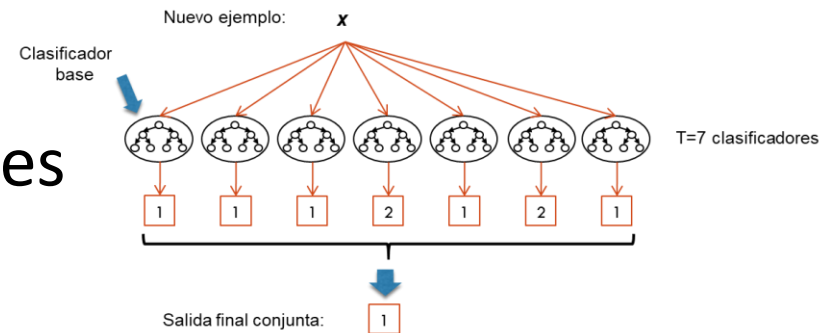 Nuevo ejemplo: x
Clasificador
base
es
T=7 clasificadores
1 1 1 2 1 2 1
Salida final conjunta: 1